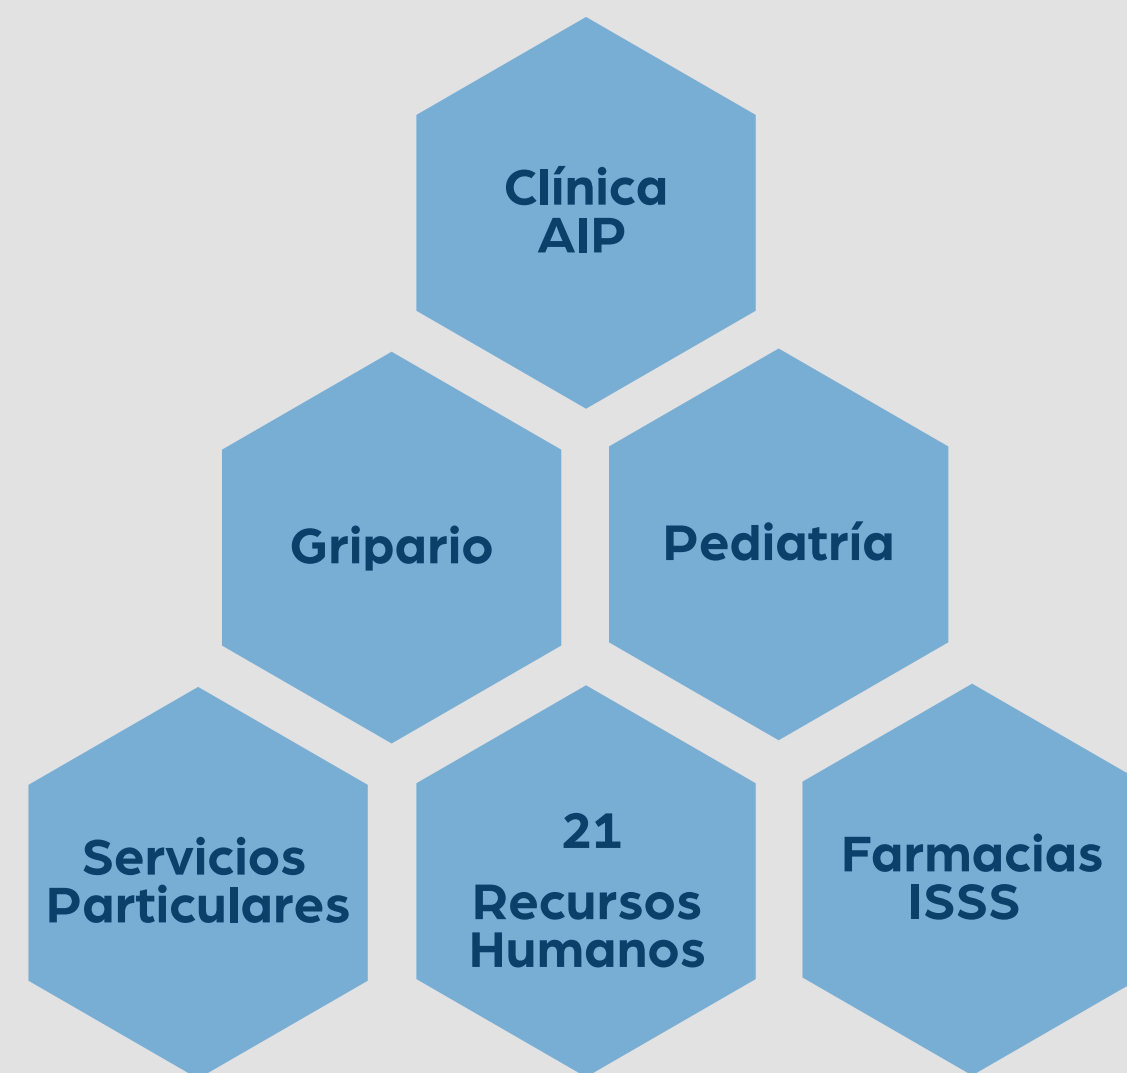 Clínica
AIP
Gripario
Pediatría
Servicios
Particulares
21
Recursos
Humanos
Farmacias
ISSS